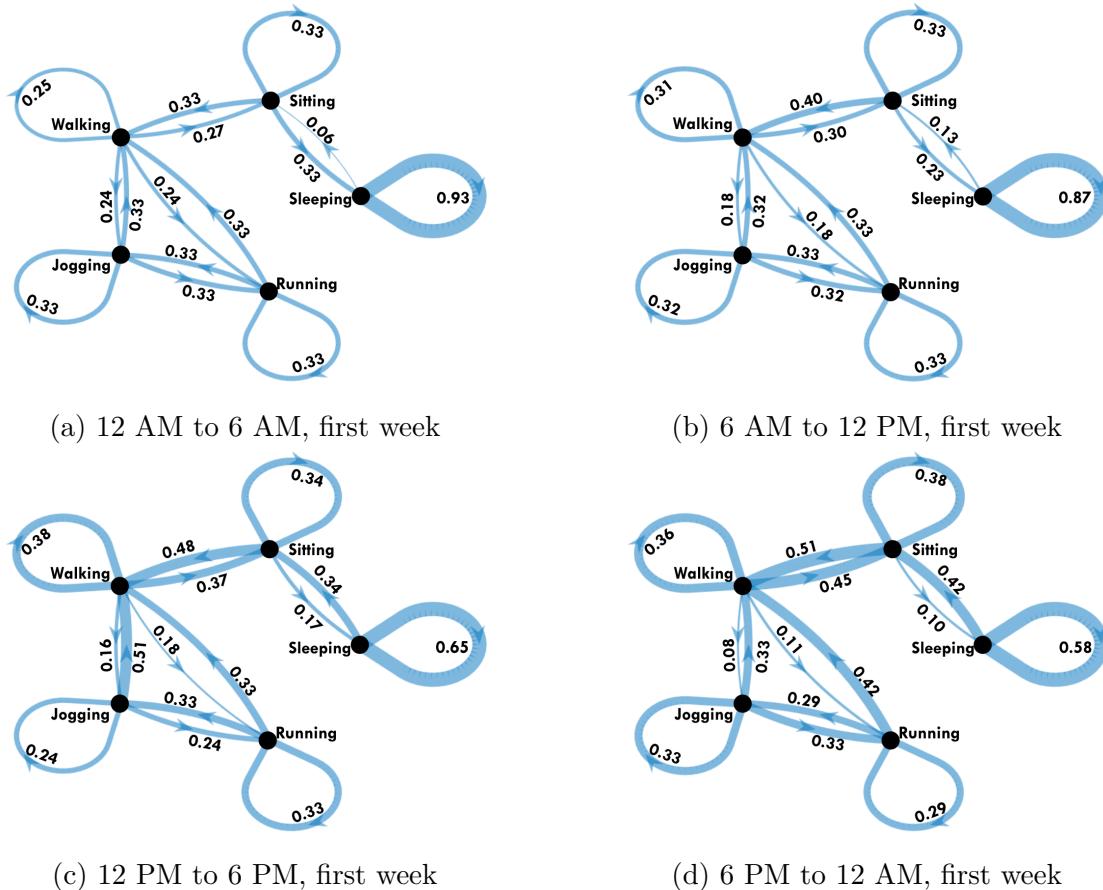 0.33
0.25
0.33
Sitting
Walking
0.27
0.06
0.33
Sleeping
0.93
0.24
0.33
0.24
0.33
Jogging
0.33
Running
0.33
0.33
0.33
(a) 12 AM to 6 AM, first week
0.33
0.31
0.40
Sitting
Walking
0.30
0.13
0.23
Sleeping
0.87
0.18
0.32
0.18
0.33
Jogging
0.33
Running
0.32
0.32
0.33
(b) 6 AM to 12 PM, first week
0.34
0.38
0.48
Sitting
Walking
0.37
0.34
0.17
Sleeping
0.65
0.16
0.51
0.18
0.33
Jogging
0.33
Running
0.24
0.24
0.33
(c) 12 PM to 6 PM, first week
0.38
0.36
0.51
Sitting
Walking
0.45
0.42
0.10
Sleeping
0.58
0.08
0.33
0.11
0.42
Jogging
0.29
Running
0.33
0.33
0.29
(d) 6 PM to 12 AM, first week